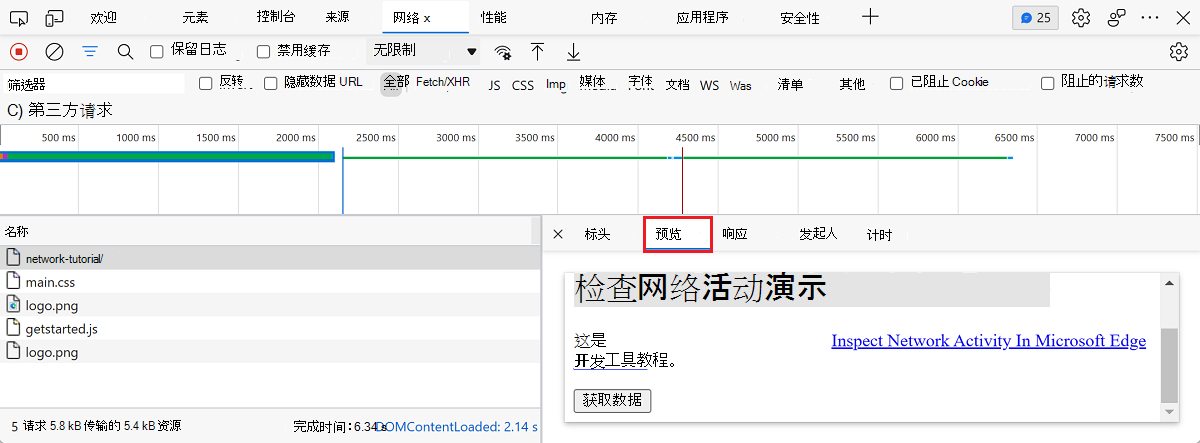 欢迎 元素 控制台 来源 网络 x 性能 内存 应用程序 安全性 25
保留日志 禁用缓存 无限制
筛选器 反转 隐藏数据 URL 全部 Fetch/XHR JS CSS Img 媒体 字体 文档 WS Was 清单 其他 已阻止 Cookie 阻止的请求数
C) 第三方请求
500 ms 1000 ms 1500 ms 2000 ms 2500 ms 3000 ms 3500 ms 4000 ms 4500 ms 5000 ms 5500 ms 6000 ms 6500 ms 7000 ms 7500 ms
名称
network-tutorial/
main.css
logo.png
getstarted.js
logo.png
5 请求 5.8 kB 传输的 5.4 kB 资源 完成时间：6.34 s DOMContentLoaded: 2.14 s
标头 预览 响应 发起人 计时
检查网络活动演示
这是 Inspect Network Activity In Microsoft Edge
开发工具教程。
获取数据